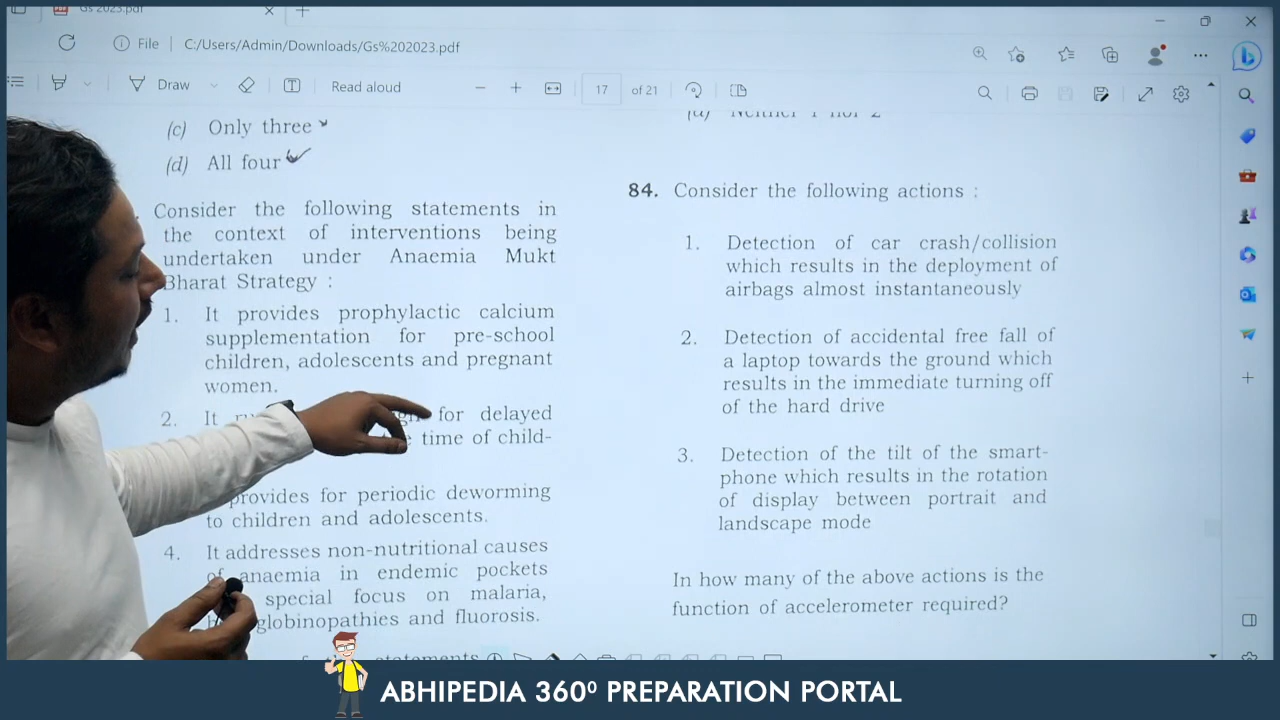 Gs 2023.pdf
File
C:/Users/Admin/Downloads/Gs%202023.pdf
Draw
Read aloud
17
of 21
(c) Only three
(d) All four
Consider the following statements in
the context of interventions being
undertaken under Anaemia Mukt
Bharat Strategy :
1. It provides prophylactic calcium
supplementation for pre-school
children, adolescents and pregnant
women.
2. It for delayed
time of child-
provides for periodic deworming
to children and adolescents.
4. It addresses non-nutritional causes
of anaemia in endemic pockets
special focus on malaria,
and fluorosis.
statements
84. Consider the following actions :
1. Detection of car crash/collision
which results in the deployment of
airbags almost instantaneously
2. Detection of accidental free fall of
a laptop towards the ground which
results in the immediate turning off
of the hard drive
3. Detection of the tilt of the smart-
phone which results in the rotation
of display between portrait and
landscape mode
In how many of the above actions is the
function of accelerometer required?
ABHIPEDIA 360⁰ PREPARATION PORTAL